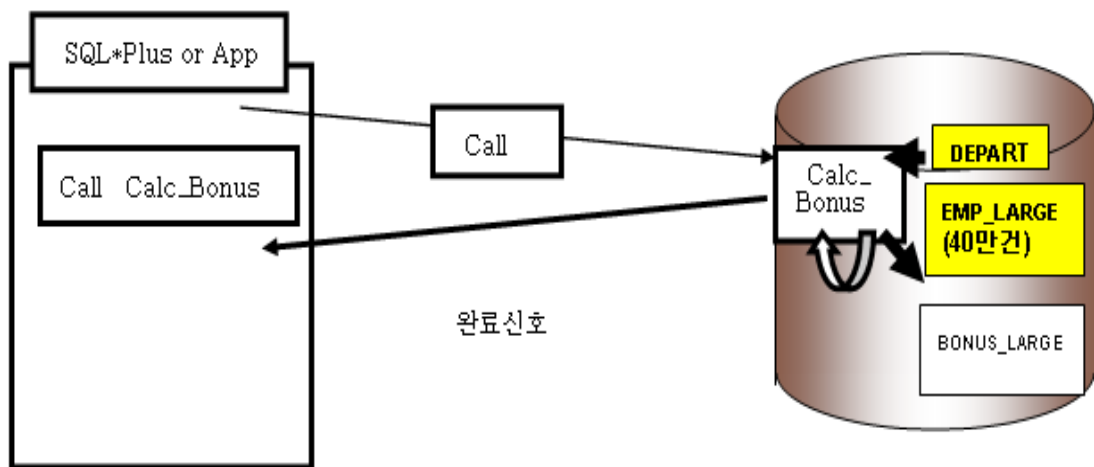 SQL*Plus or App
Call
Call Calc_Bonus
Calc_
Bonus
DEPART
EMP_LARGE
(40만건)
완료신호
BONUS_LARGE